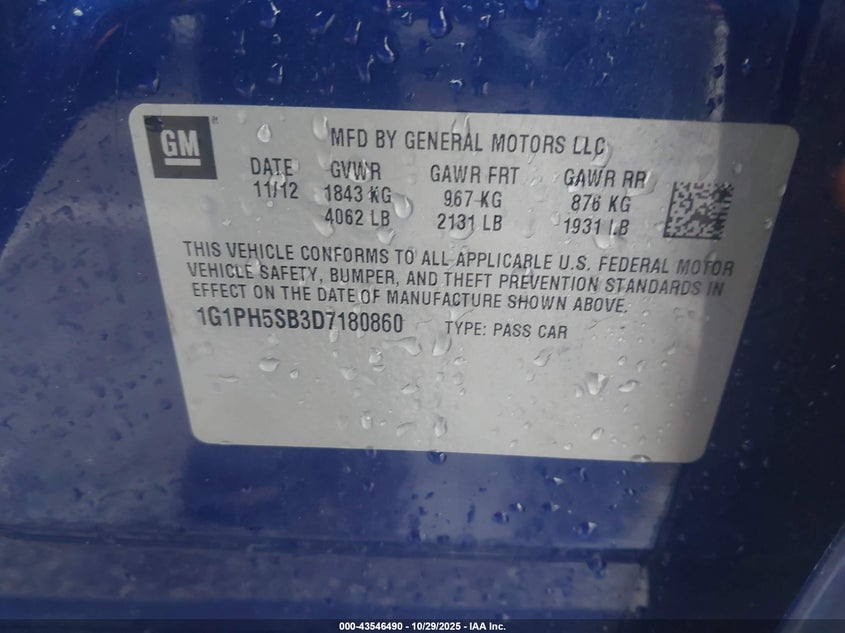 GM
MFD BY GENERAL MOTORS LLC
DATE GVWR GAWR FRT GAWR RR
11/12 1843 KG 967 KG 876 KG
4062 LB 2131 LB 1931 LB
THIS VEHICLE CONFORMS TO ALL APPLICABLE U.S. FEDERAL MOTOR
VEHICLE SAFETY, BUMPER, AND THEFT PREVENTION STANDARDS IN
EFFECT ON THE DATE OF MANUFACTURE SHOWN ABOVE.
1G1PH5SB3D7180860 TYPE: PASS CAR
000-43546490 - 10/29/2025 - IAA Inc.